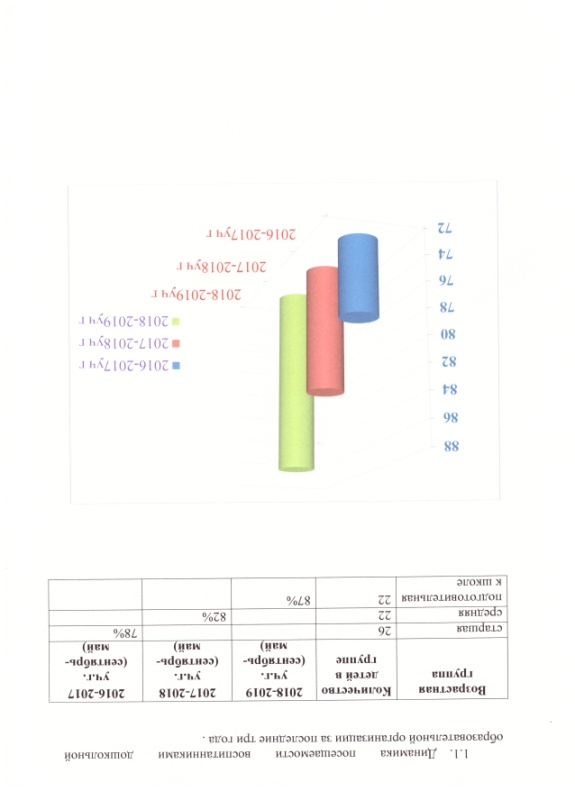 1.1. Динамика посещаемости воспитанниками дошкольной
образовательной организации за последние три года .
Возрастная группа
Количество детей в группе
2018-2019 уч.г. (сентябрь- май)
2017-2018 уч.г. (сентябрь- май)
2016-2017 уч.г. (сентябрь- май)
старшая 26 78%
средняя 22 82%
подготовительная 22 87%
к школе
88
86
84
82
80
78
76
74
72
2016-2017уч г
2017-2018уч г
2018-2019уч г
2018-2019уч г
2017-2018уч г
2016-2017уч г